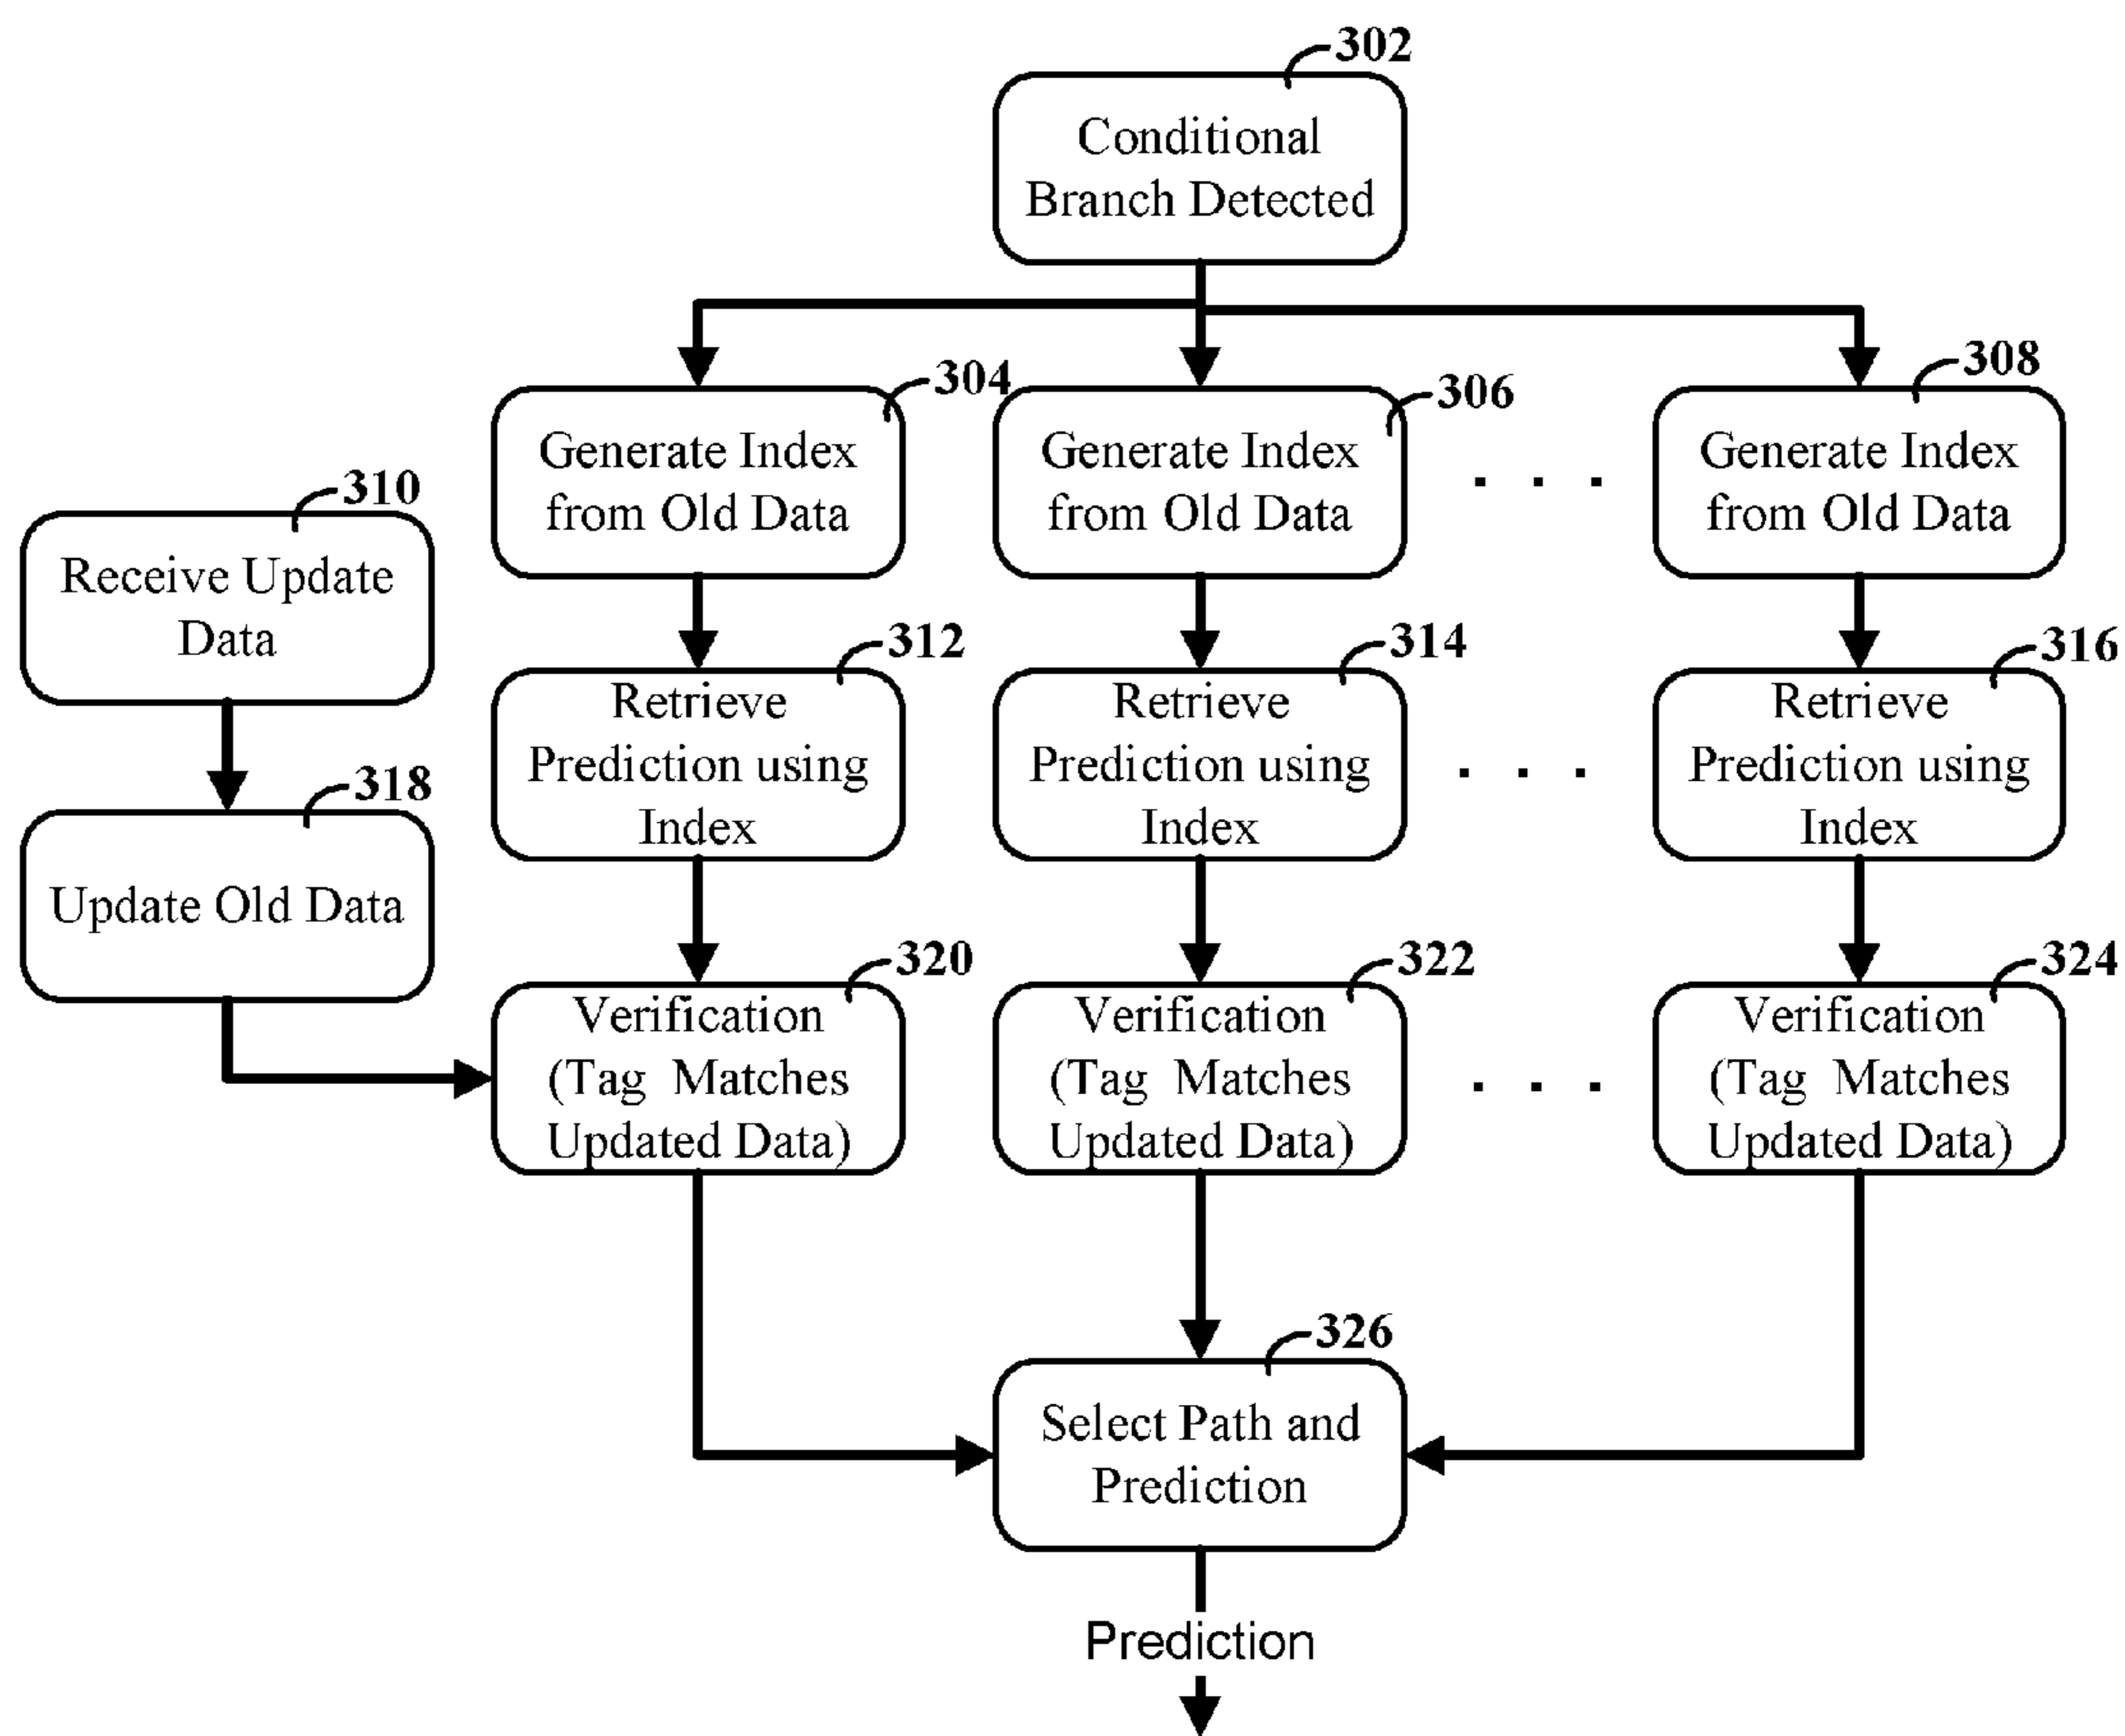 302
Conditional
Branch Detected
304
Generate Index
from Old Data
306
Generate Index
from Old Data
. . .
308
Generate Index
from Old Data
310
Receive Update
Data
312
Retrieve
Prediction using
Index
314
Retrieve
Prediction using
Index
. . .
316
Retrieve
Prediction using
Index
318
Update Old Data
320
Verification
(Tag Matches
Updated Data)
322
Verification
(Tag Matches
Updated Data)
. . .
324
Verification
(Tag Matches
Updated Data)
326
Select Path and
Prediction
Prediction